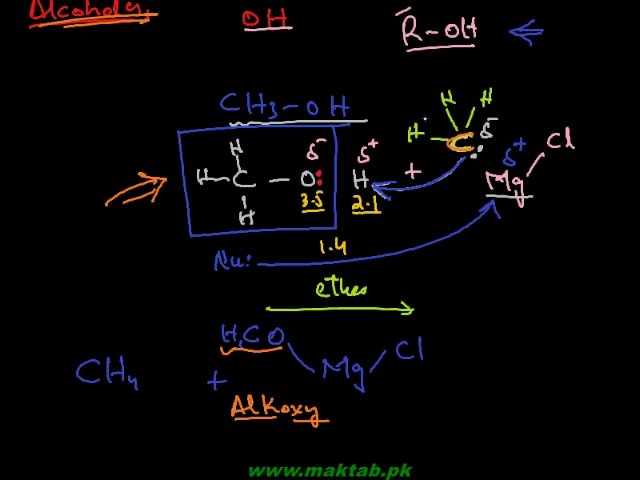 Alcohols
OH
R-OH
CH3-OH
H H
H C δ-
Cl
H δ- δ+ δ+
H C O: H + Mg
H 3.5 2.1
1.4
Nu:
ether
H3CO Mg Cl
CH4 +
Alkoxy
www.maktab.pk